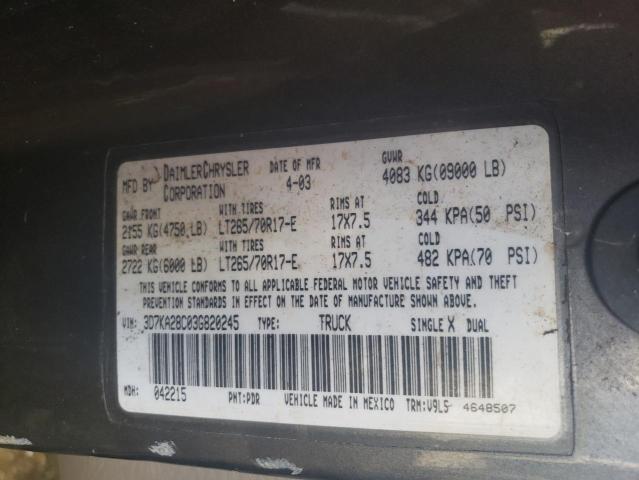 MFD BY DAIMLERCHRYSLER CORPORATION DATE OF MFR 4-03 GVWR 4083 KG(09000 LB)
GAWR FRONT WITH TIRES RIMS AT COLD
2155 KG(4750 LB) LT265/70R17-E 17X7.5 344 KPA(50 PSI)
GAWR REAR WITH TIRES RIMS AT COLD
2722 KG(6000 LB) LT265/70R17-E 17X7.5 482 KPA(70 PSI)
THIS VEHICLE CONFORMS TO ALL APPLICABLE FEDERAL MOTOR VEHICLE SAFETY AND THEFT
PREVENTION STANDARDS IN EFFECT ON THE DATE OF MANUFACTURE SHOWN ABOVE.
VIN: 3D7KA28C03G820245 TYPE: TRUCK SINGLE X DUAL
MDH: 042215 PNT:PDR VEHICLE MADE IN MEXICO TRM:V9L5 4648507